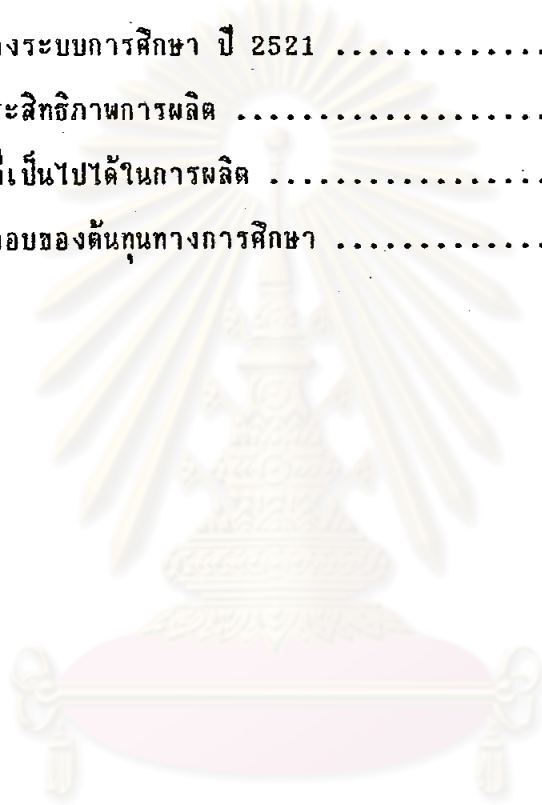 งระบบการศึกษา ปี 2521 ..............
ะสิทธิภาพการผลิต .....................
เป็นไปได้ในการผลิต ..................
อบของต้นทุนทางการศึกษา ..............